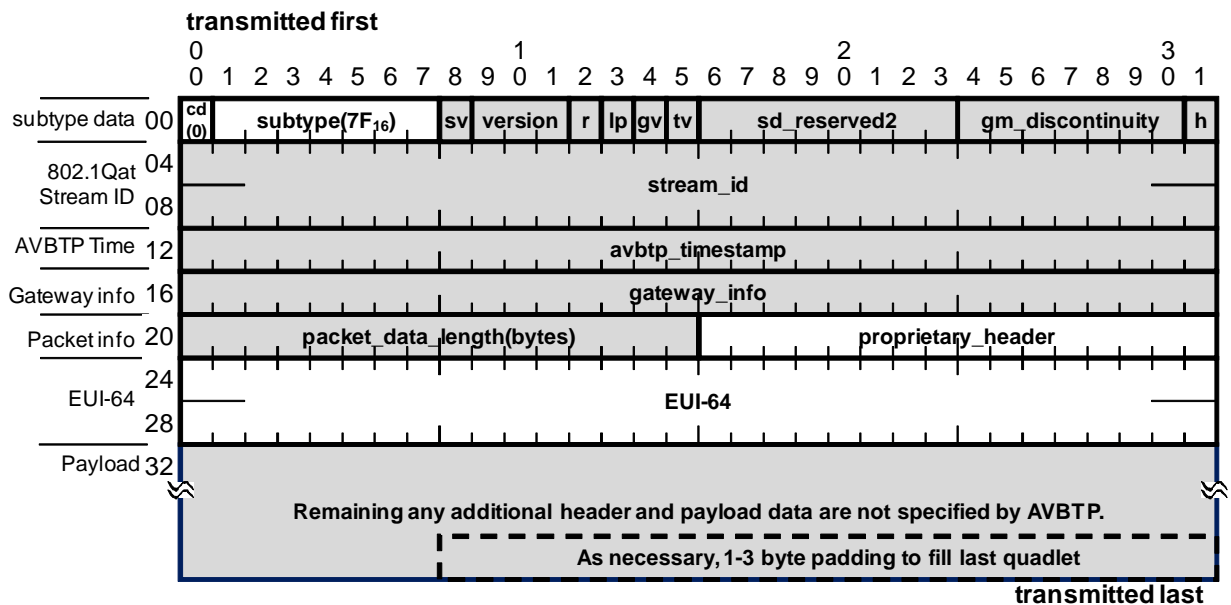 transmitted first
0 1 2 3
0 1 2 3 4 5 6 7 8 9 0 1 2 3 4 5 6 7 8 9 0 1 2 3 4 5 6 7 8 9 0 1
subtype data 00 cd (0) subtype(7F₁₆) sv version r lp gv tv sd_reserved2 gm_discontinuity h
802.1Qat Stream ID 04 08 stream_id
AVBTP Time 12 avbtp_timestamp
Gateway info 16 gateway_info
Packet info 20 packet_data_length(bytes) proprietary_header
EUI-64 24 28 EUI-64
Payload 32
Remaining any additional header and payload data are not specified by AVBTP.
As necessary, 1-3 byte padding to fill last quadlet
transmitted last